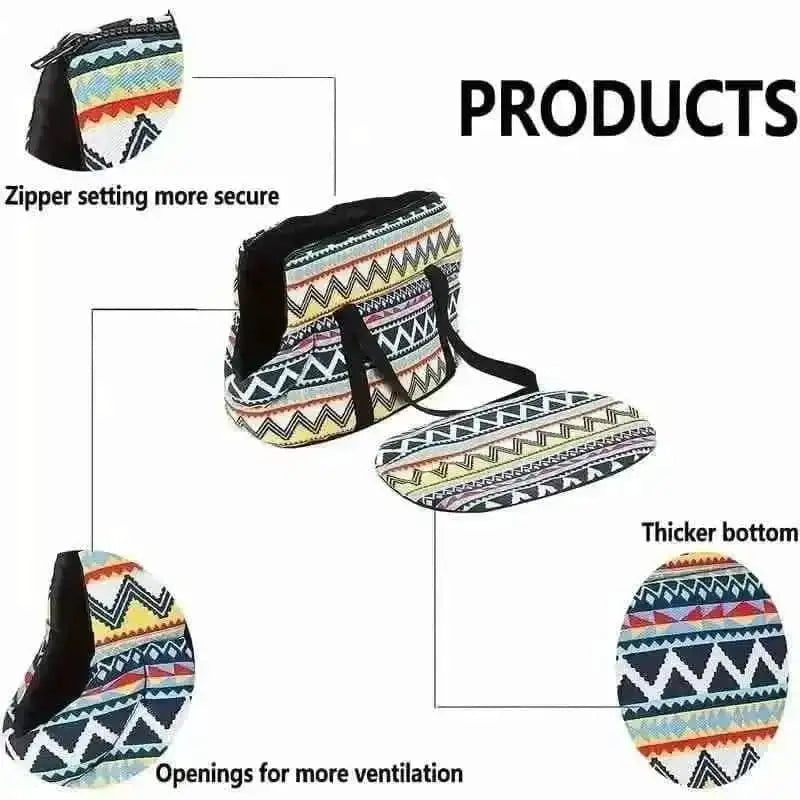 PRODUCTS
Zipper setting more secure
Thicker bottom
Openings for more ventilation